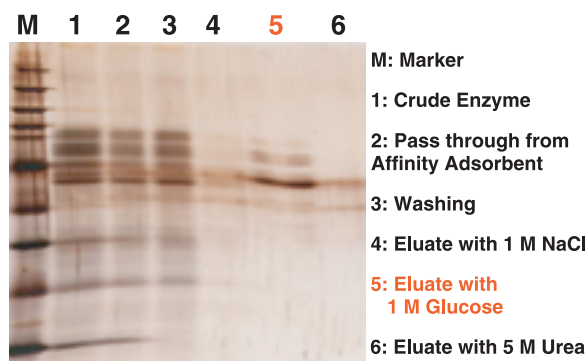 M 1 2 3 4 5 6
M: Marker
1: Crude Enzyme
2: Pass through from
Affinity Adsorbent
3: Washing
4: Eluate with 1 M NaCl
5: Eluate with
1 M Glucose
6: Eluate with 5 M Urea